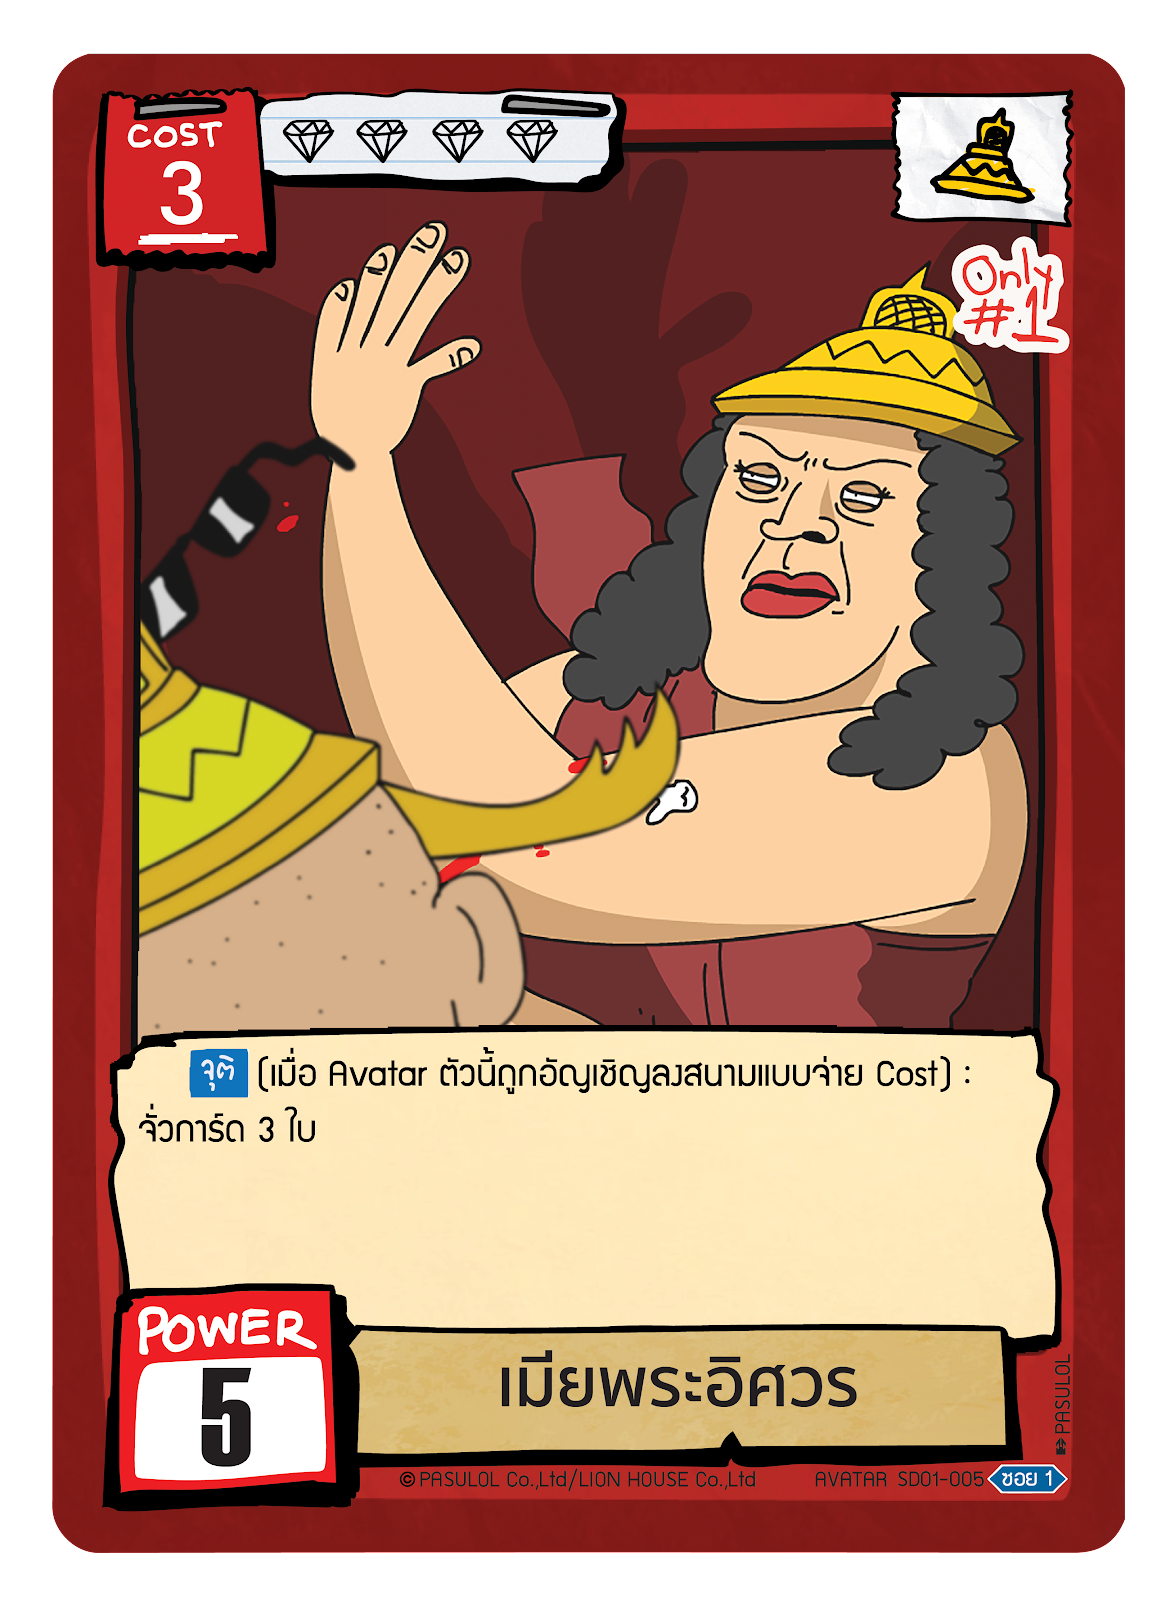 COST
3
Only
#1
จุติ (เมื่อ Avatar ตัวนี้ถูกอัญเชิญลงสนามแบบจ่าย Cost) :
จั่วการ์ด 3 ใบ
POWER
5
เมียพระอิศวร
PASULOL
© PASULOL Co.,Ltd/LION HOUSE Co.,Ltd
AVATAR SD01-005 ซอย 1